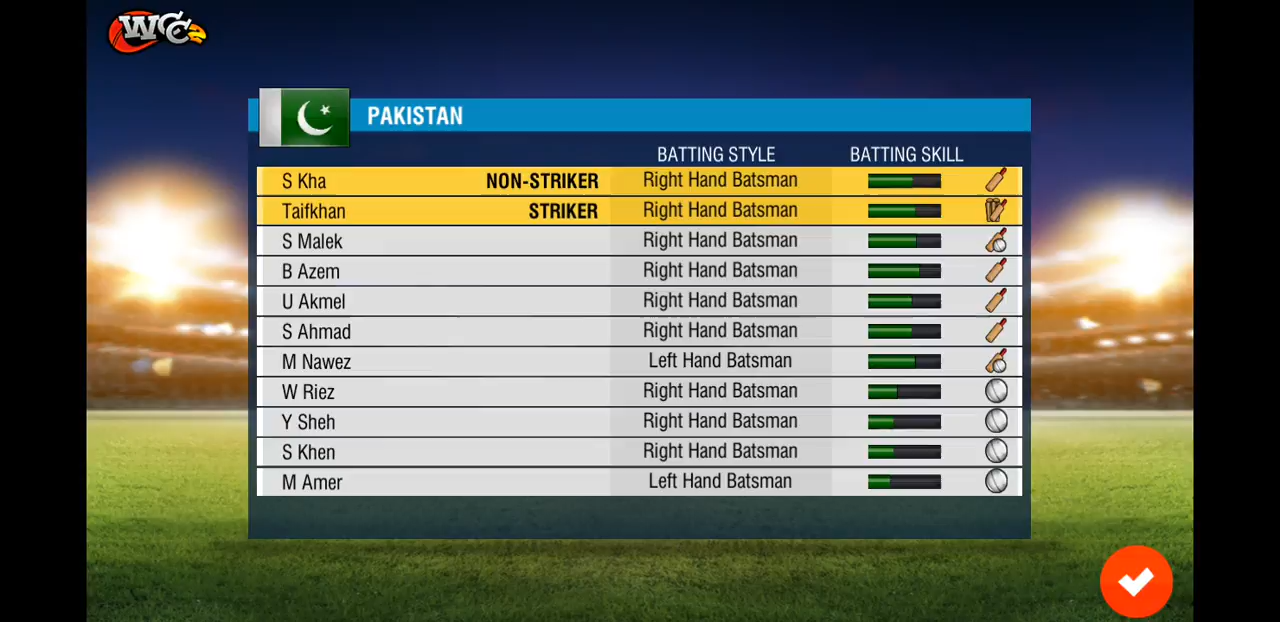 WCC
PAKISTAN
BATTING STYLE BATTING SKILL
S Kha NON-STRIKER Right Hand Batsman
Taifkhan STRIKER Right Hand Batsman
S Malek Right Hand Batsman
B Azem Right Hand Batsman
U Akmel Right Hand Batsman
S Ahmad Right Hand Batsman
M Nawez Left Hand Batsman
W Riez Right Hand Batsman
Y Sheh Right Hand Batsman
S Khen Right Hand Batsman
M Amer Left Hand Batsman